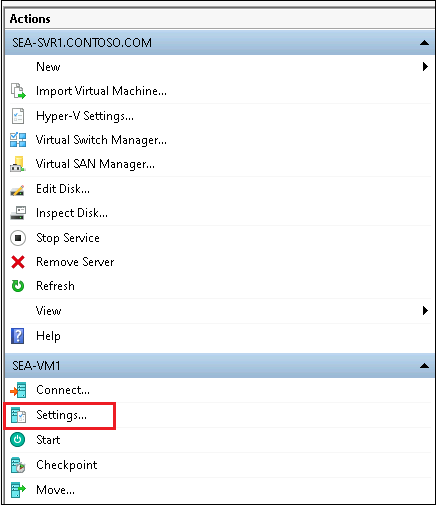 Actions
SEA-SVR1.CONTOSO.COM
New
Import Virtual Machine...
Hyper-V Settings...
Virtual Switch Manager...
Virtual SAN Manager...
Edit Disk...
Inspect Disk...
Stop Service
Remove Server
Refresh
View
Help
SEA-VM1
Connect...
Settings...
Start
Checkpoint
Move...